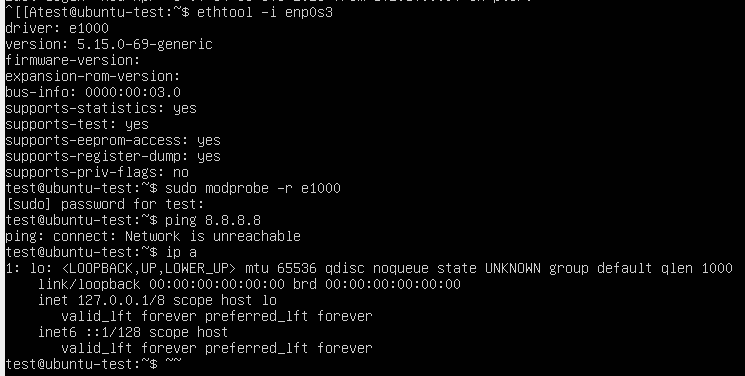 ^[[Atest@ubuntu-test:~$ ethtool -i enp0s3
driver: e1000
version: 5.15.0-69-generic
firmware-version:
expansion-rom-version:
bus-info: 0000:00:03.0
supports-statistics: yes
supports-test: yes
supports-eeprom-access: yes
supports-register-dump: yes
supports-priv-flags: no
test@ubuntu-test:~$ sudo modprobe -r e1000
[sudo] password for test:
test@ubuntu-test:~$ ping 8.8.8.8
ping: connect: Network is unreachable
test@ubuntu-test:~$ ip a
1: lo: <LOOPBACK,UP,LOWER_UP> mtu 65536 qdisc noqueue state UNKNOWN group default qlen 1000
    link/loopback 00:00:00:00:00:00 brd 00:00:00:00:00:00
    inet 127.0.0.1/8 scope host lo
       valid_lft forever preferred_lft forever
    inet6 ::1/128 scope host
       valid_lft forever preferred_lft forever
test@ubuntu-test:~$ ~~